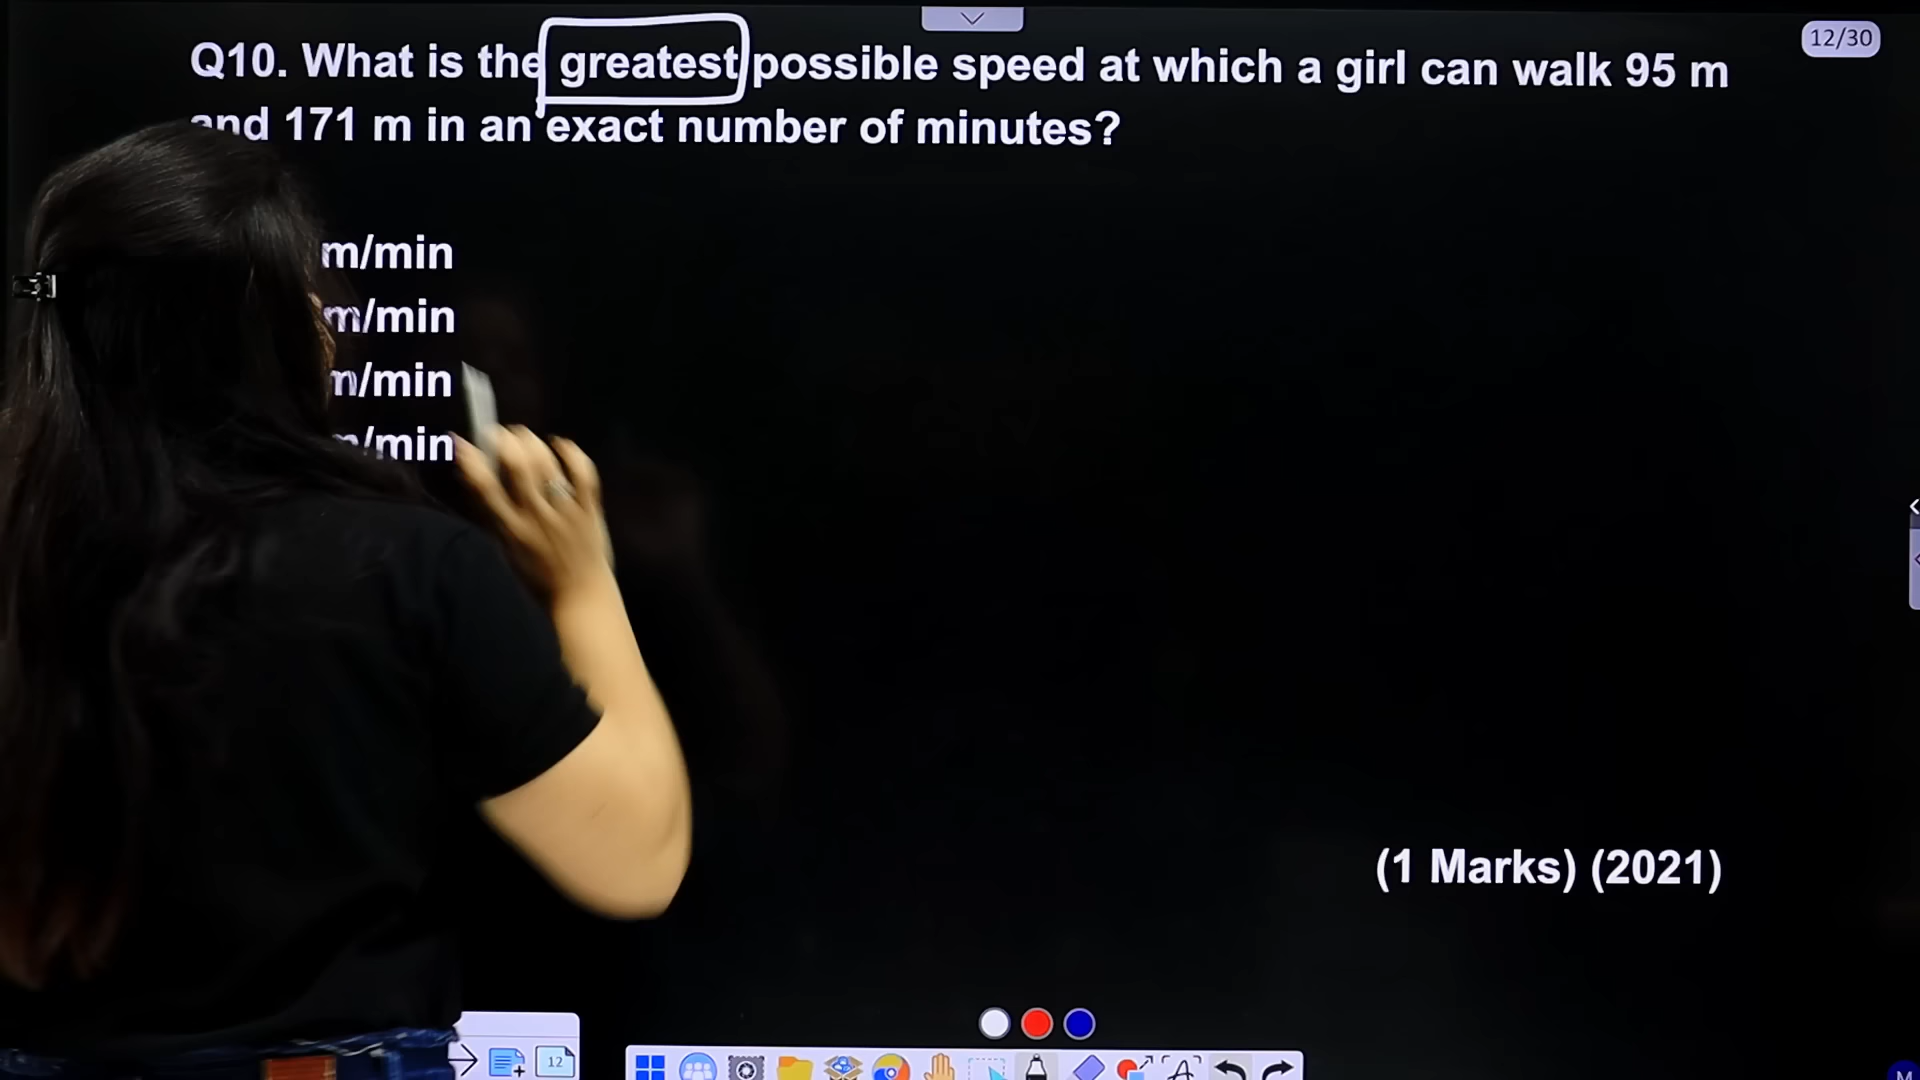 12/30
Q10. What is the greatest possible speed at which a girl can walk 95 m
and 171 m in an exact number of minutes?
m/min
m/min
m/min
m/min
(1 Marks) (2021)
12
M